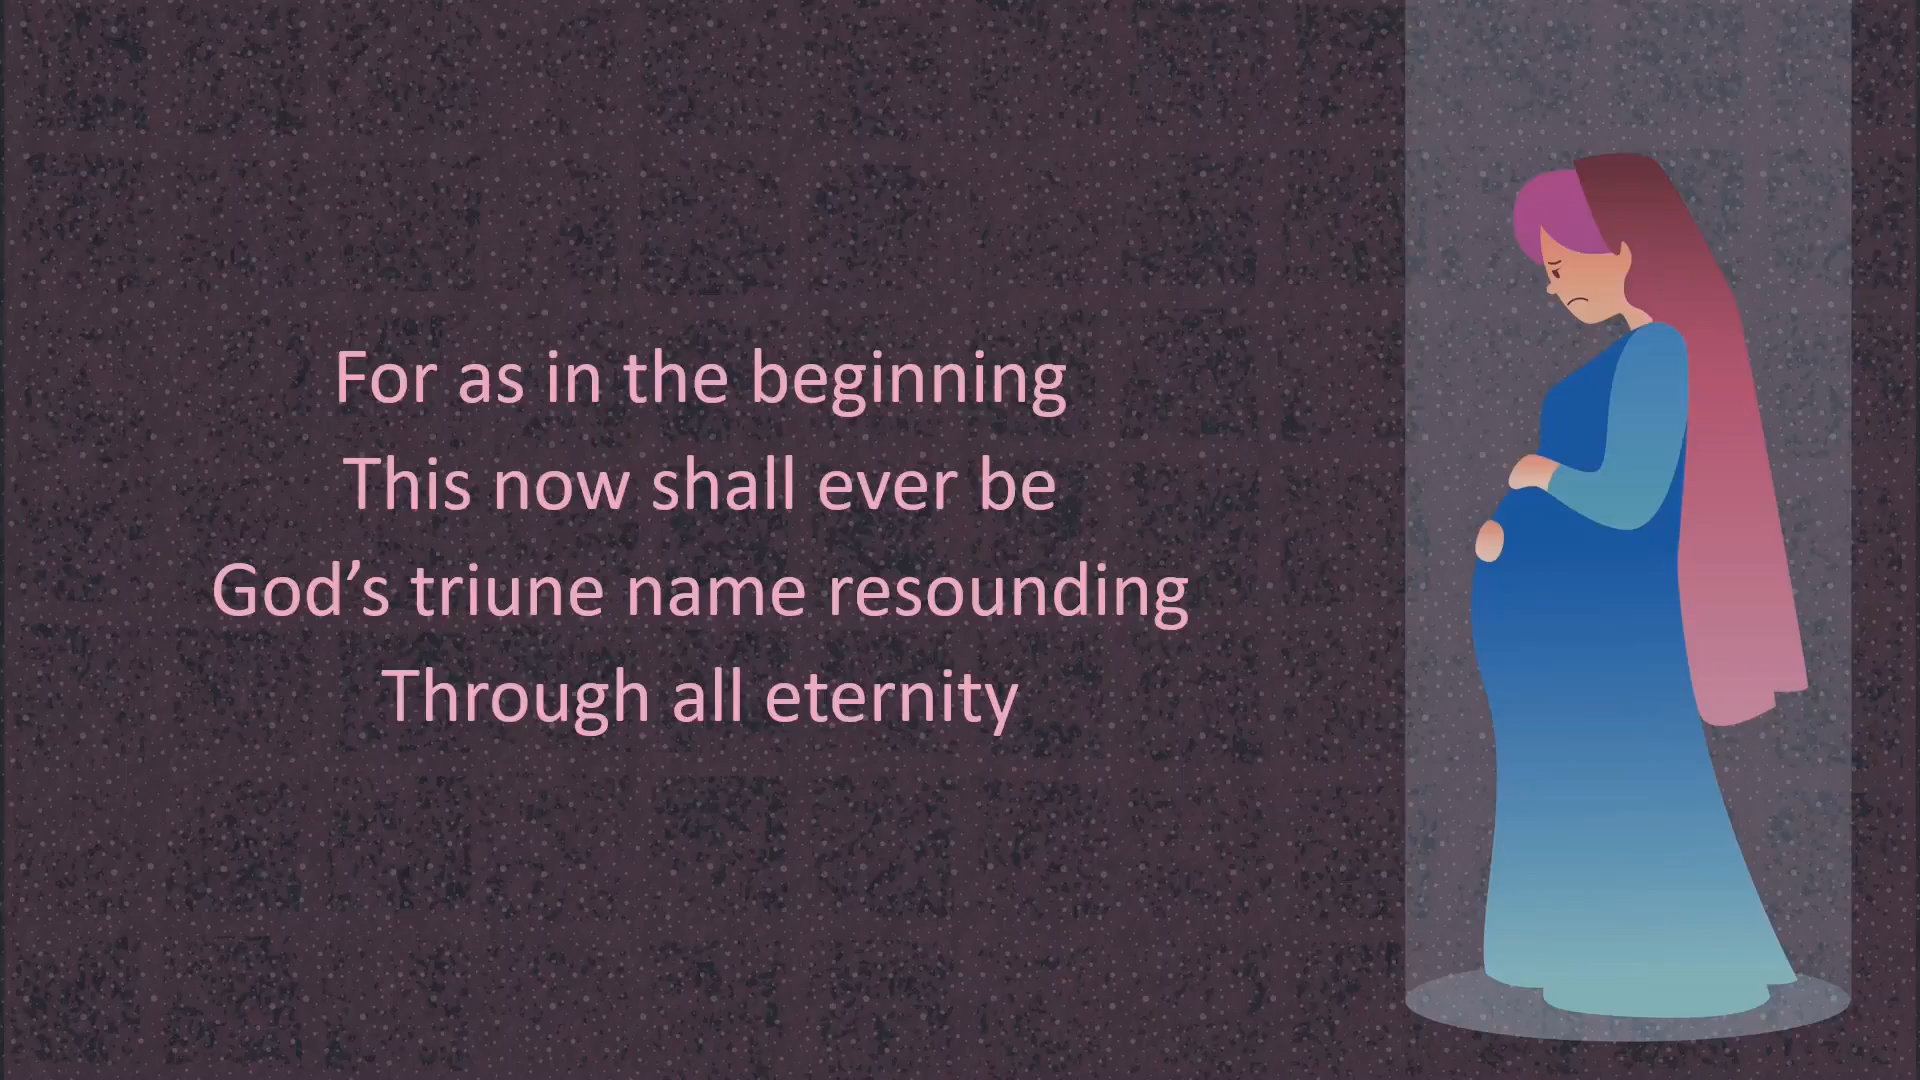 For as in the beginning
This now shall ever be
God’s triune name resounding
Through all eternity